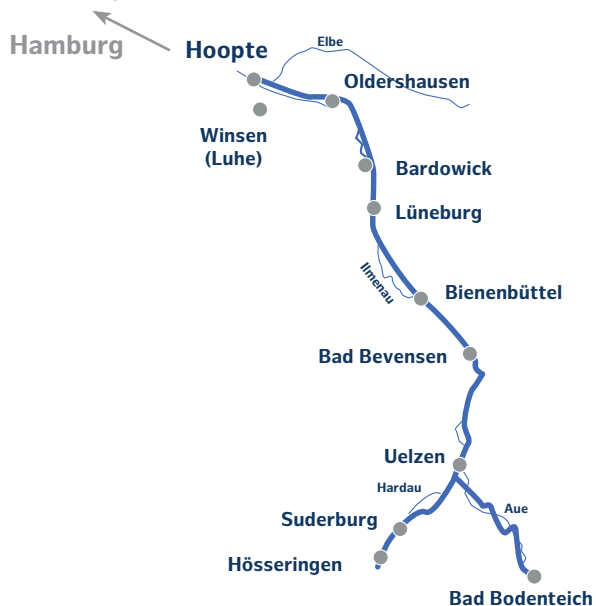 Hamburg
Hoopte
Elbe
Oldershausen
Winsen
(Luhe)
Bardowick
Lüneburg
Ilmenau
Bienenbüttel
Bad Bevensen
Uelzen
Hardau
Aue
Suderburg
Hösseringen
Bad Bodenteich